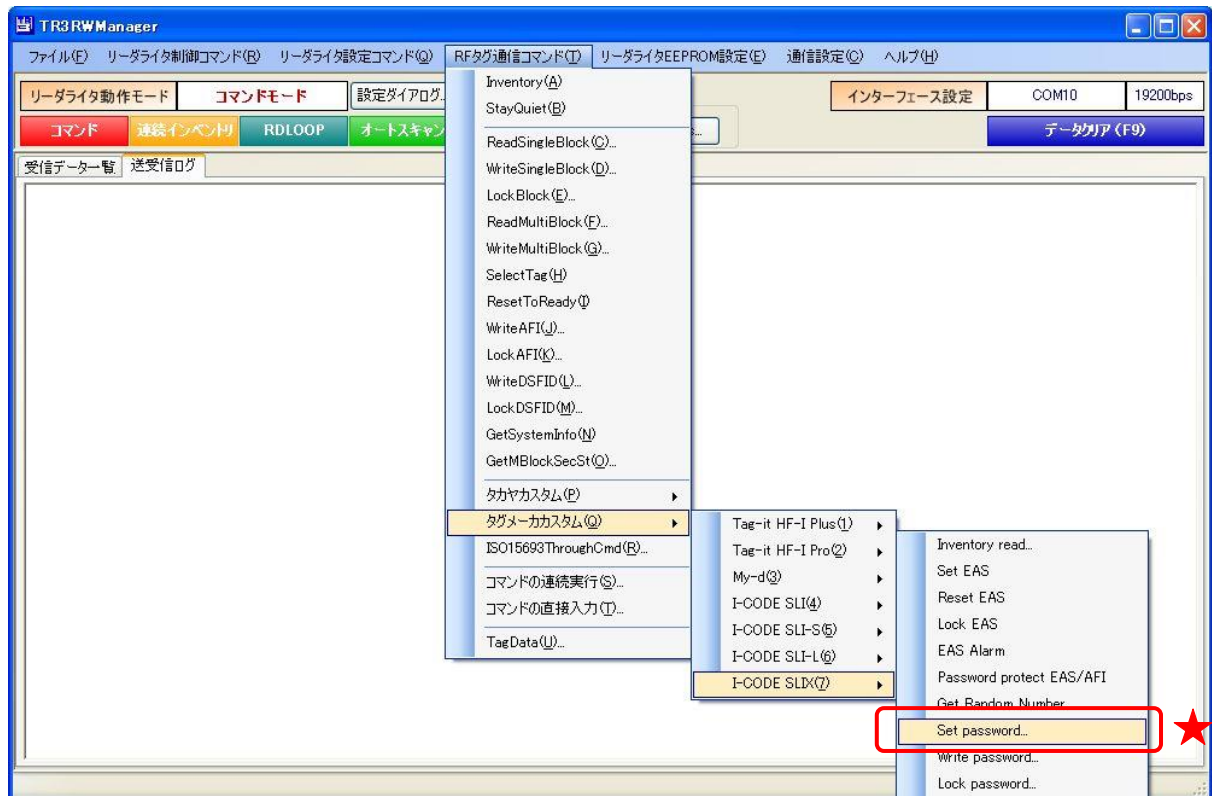 TR3RWManager
ファイル(F) リーダライタ制御コマンド(R) リーダライタ設定コマンド(Q) RFタグ通信コマンド(T) リーダライタEEPROM設定(E) 通信設定(C) ヘルプ(H)
リーダライタ動作モード コマンドモード 設定ダイアログ... インターフェース設定 COM10 19200bps
コマンド 連続インベントリ RDLOOP オートスキャン データクリア(F9)
受信データ一覧 送受信ログ
Inventory(A)
StayQuiet(B)
ReadSingleBlock(C)...
WriteSingleBlock(D)...
LockBlock(E)...
ReadMultiBlock(F)...
WriteMultiBlock(G)...
SelectTag(H)
ResetToReady(I)
WriteAFI(J)...
LockAFI(K)...
WriteDSFID(L)...
LockDSFID(M)...
GetSystemInfo(N)
GetMBlockSecSt(O)...
タカヤカスタム(P)
タグメーカカスタム(Q)
ISO15693ThroughCmd(R)...
コマンドの連続実行(S)...
コマンドの直接入力(T)...
TagData(U)...
Tag-it HF-I Plus(1)
Tag-it HF-I Pro(2)
My-d(3)
I-CODE SLI(4)
I-CODE SLI-S(5)
I-CODE SLI-L(6)
I-CODE SLIX(7)
Inventory read...
Set EAS
Reset EAS
Lock EAS
EAS Alarm
Password protect EAS/AFI
Get Random Number
Set password...
Write password...
Lock password...